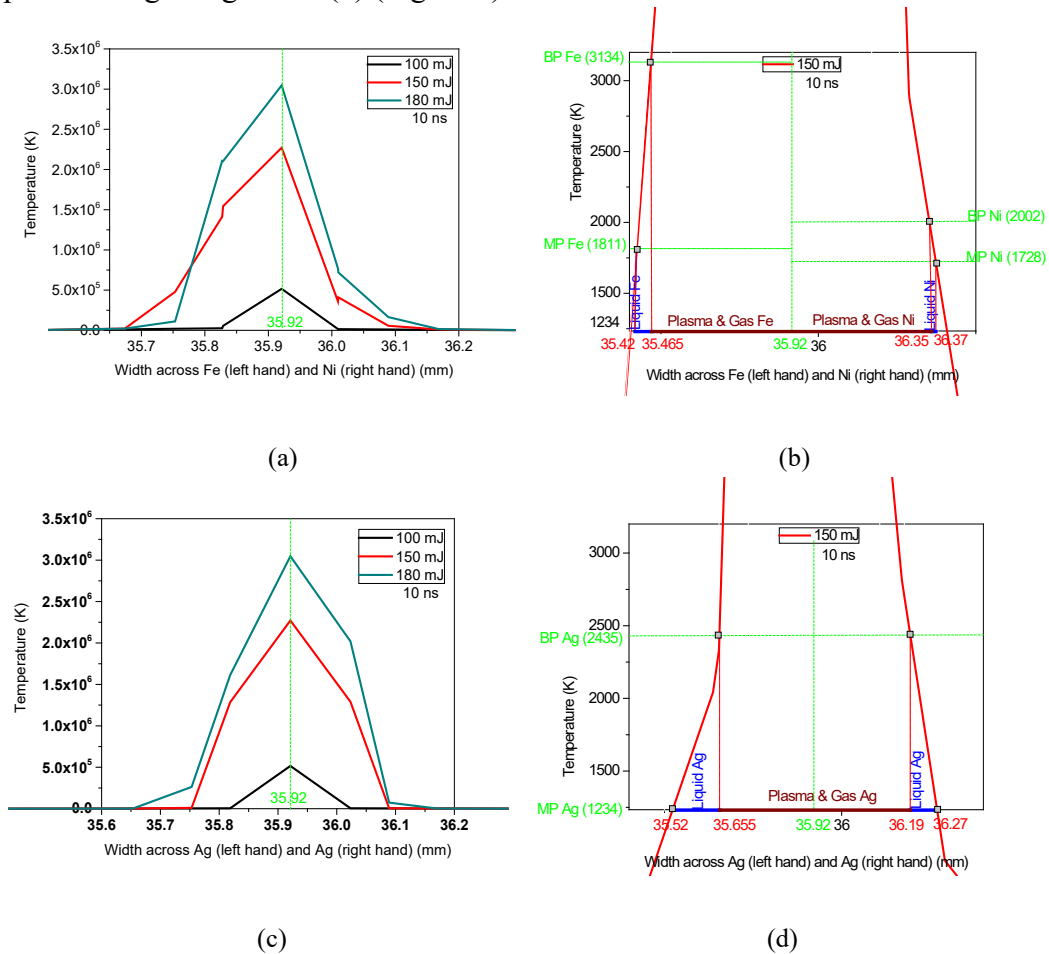 3.5x10⁶
3.0x10⁶
2.5x10⁶
2.0x10⁶
1.5x10⁶
1.0x10⁶
5.0x10⁵
0.0
Temperature (K)
100 mJ
150 mJ
180 mJ
10 ns
35.92
35.7 35.8 35.9 36.0 36.1 36.2
Width across Fe (left hand) and Ni (right hand) (mm)
(a)
BP Fe (3134)
3000
2500
2000
MP Fe (1811)
1500
1234
Temperature (K)
150 mJ
10 ns
BP Ni (2002)
MP Ni (1728)
Liquid Fe
Plasma & Gas Fe
Plasma & Gas Ni
Liquid Ni
35.42 35.465 35.92 36 36.35 36.37
Width across Fe (left hand) and Ni (right hand) (mm)
(b)
3.5x10⁶
3.0x10⁶
2.5x10⁶
2.0x10⁶
1.5x10⁶
1.0x10⁶
5.0x10⁵
0.0
Temperature (K)
100 mJ
150 mJ
180 mJ
10 ns
35.92
35.6 35.7 35.8 35.9 36.0 36.1 36.2
Width across Ag (left hand) and Ag (right hand) (mm)
(c)
3000
BP Ag (2435)
2000
1500
MP Ag (1234)
Temperature (K)
150 mJ
10 ns
Liquid Ag
Plasma & Gas Ag
Liquid Ag
35.52 35.655 35.92 36 36.19 36.27
Width across Ag (left hand) and Ag (right hand) (mm)
(d)